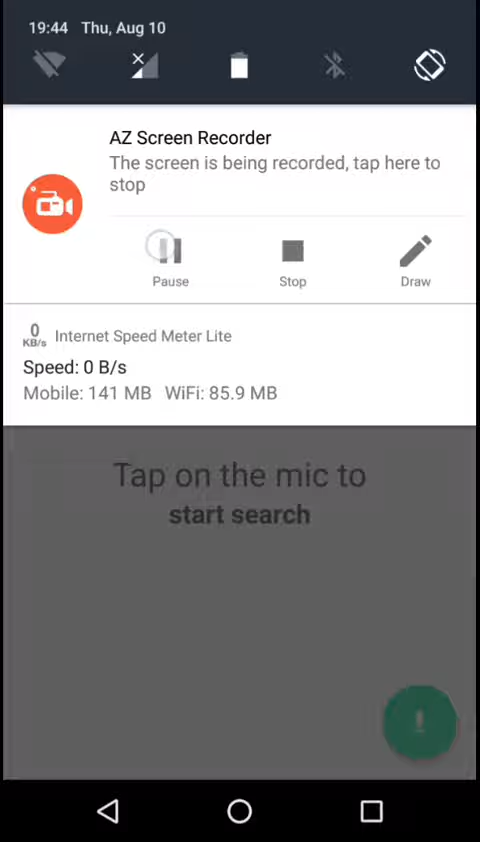 19:44 Thu, Aug 10
AZ Screen Recorder
The screen is being recorded, tap here to
stop
Pause Stop Draw
0
KB/s Internet Speed Meter Lite
Speed: 0 B/s
Mobile: 141 MB WiFi: 85.9 MB
Tap on the mic to
start search